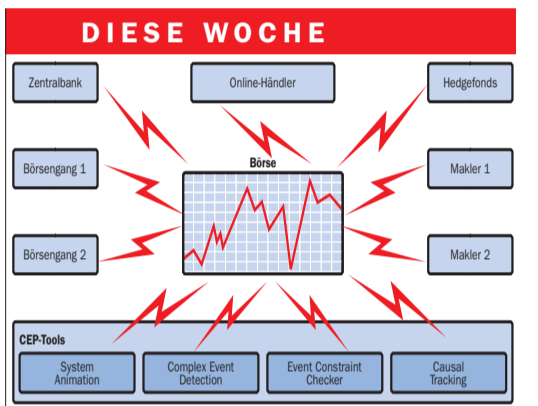 DIESE WOCHE
Zentralbank
Online-Händler
Hedgefonds
Börse
Börsengang 1
Makler 1
Börsengang 2
Makler 2
CEP-Tools
System
Animation
Complex Event
Detection
Event Constraint
Checker
Causal
Tracking